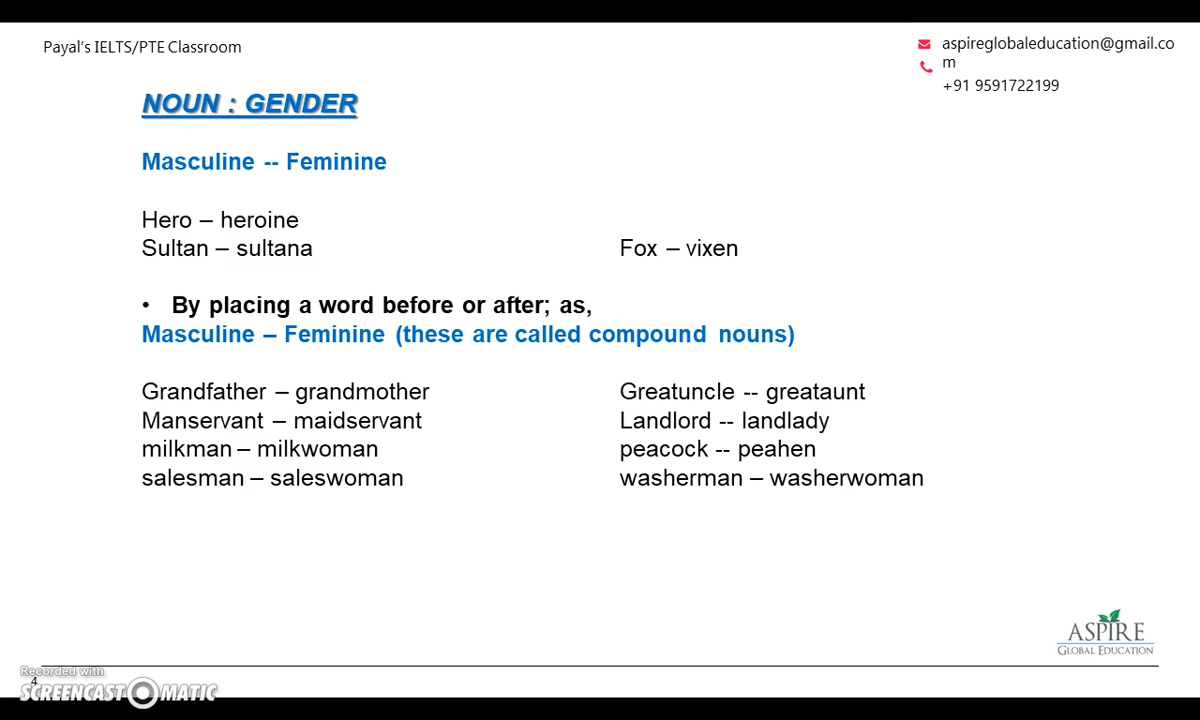 Payal's IELTS/PTE Classroom
aspireglobaleducation@gmail.co
m
+91 9591722199
NOUN : GENDER
Masculine -- Feminine
Hero – heroine
Sultan – sultana
Fox – vixen
• By placing a word before or after; as,
Masculine – Feminine (these are called compound nouns)
Grandfather – grandmother
Manservant – maidservant
milkman – milkwoman
salesman – saleswoman
Greatuncle -- greataunt
Landlord -- landlady
peacock -- peahen
washerman – washerwoman
ASPIRE
GLOBAL EDUCATION
Recorded with
4
SCREENCAST O MATIC